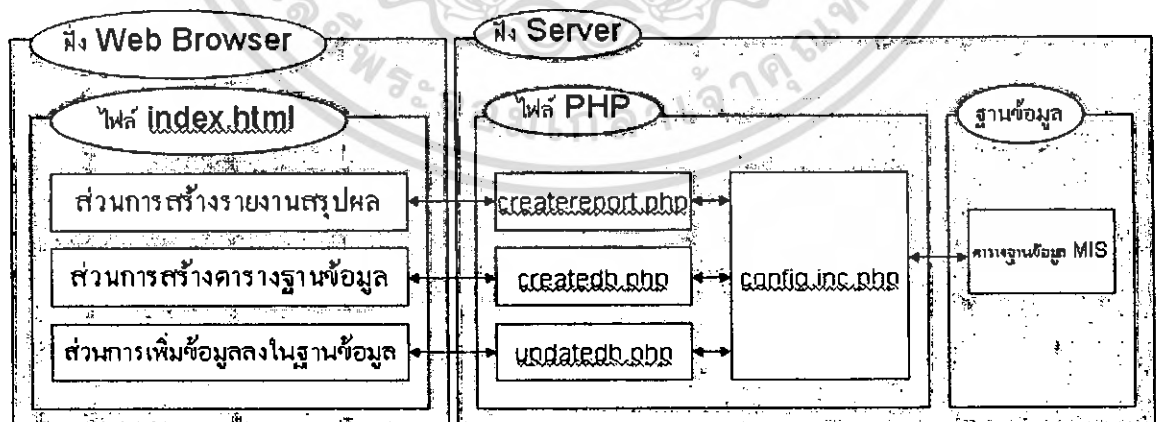 ฝั่ง Web Browser
ไฟล์ index.html
ส่วนการสร้างรายงานสรุปผล
ส่วนการสร้างตารางฐานข้อมูล
ส่วนการเพิ่มข้อมูลลงในฐานข้อมูล
ฝั่ง Server
ไฟล์ PHP
createreport.php
createdb.php
updatedb.php
config.inc.php
ฐานข้อมูล
ตารางฐานข้อมูล MIS